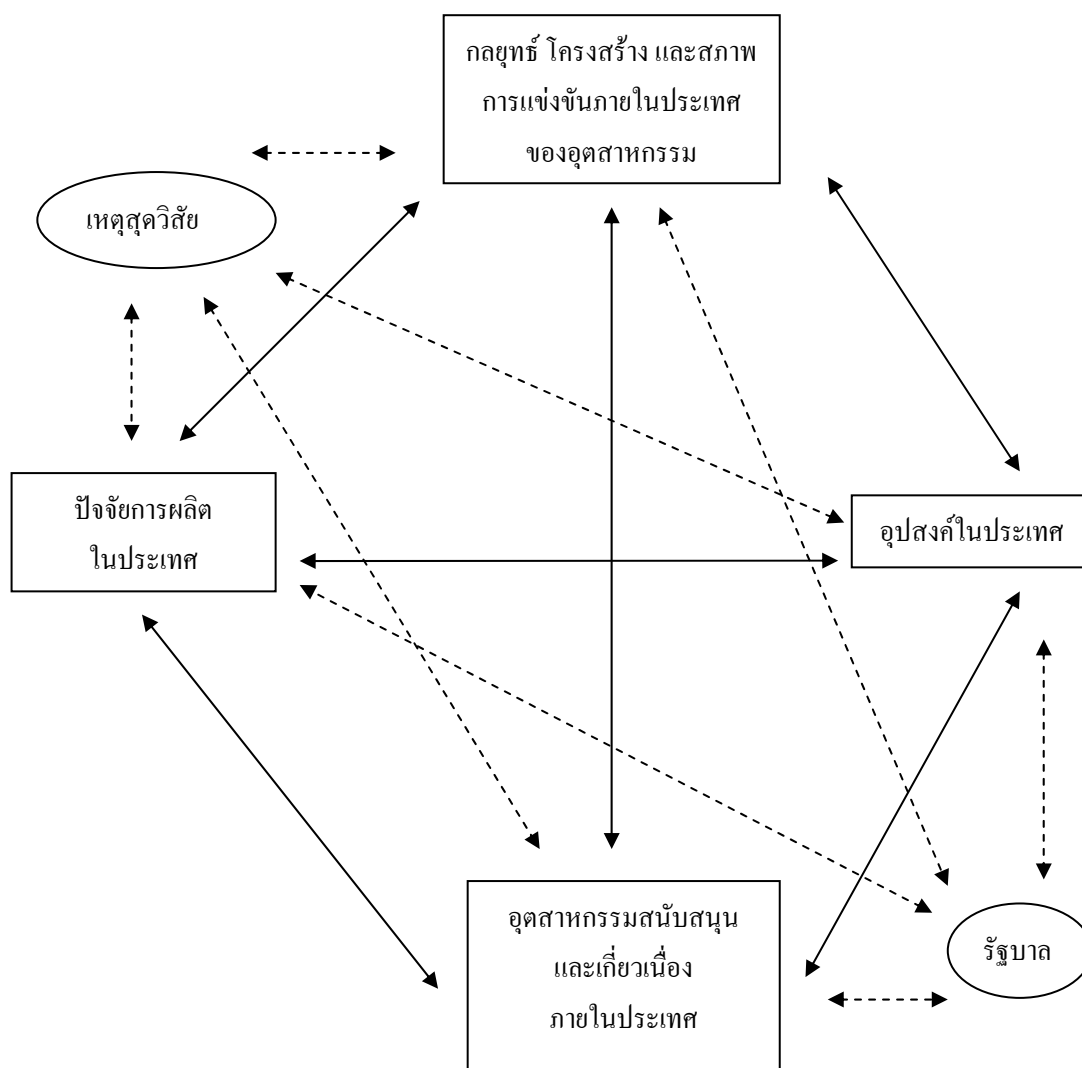 กลยุทธ์ โครงสร้าง และสภาพ
การแข่งขันภายในประเทศ
ของอุตสาหกรรม
เหตุสุดวิสัย
ปัจจัยการผลิต
ในประเทศ
อุปสงค์ในประเทศ
อุตสาหกรรมสนับสนุน
และเกี่ยวเนื่อง
ภายในประเทศ
รัฐบาล